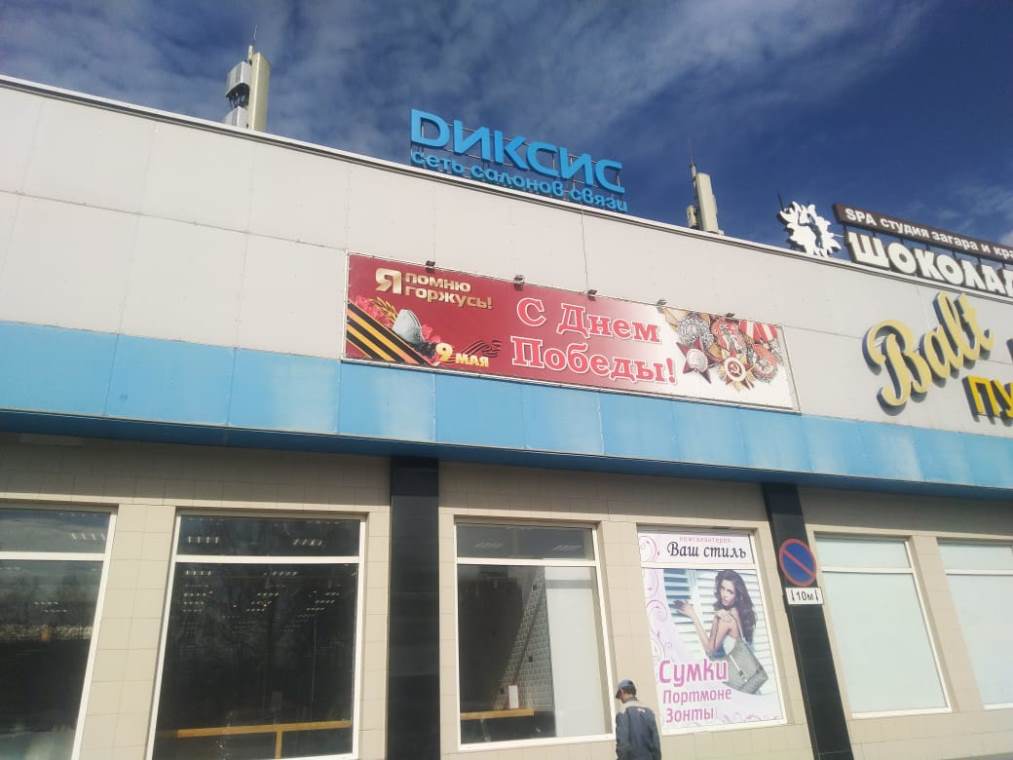 Диксис
сеть салонов связи
SPA студия загара и
ШОКОЛАД
Я помню
горжусь!
9 мая
С Днем
Победы!
Balt
Ваш стиль
Сумки
Портмоне
Зонты
10м